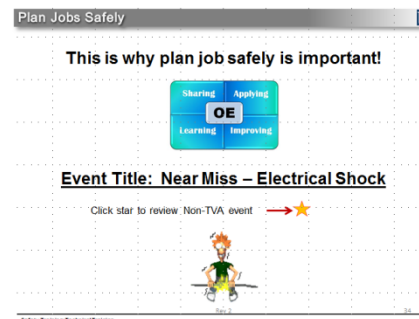 Plan Jobs Safely
This is why plan job safely is important!
Sharing Applying
OE
Learning Improving
Event Title: Near Miss – Electrical Shock
Click star to review Non-TVA event
Rev 2
34